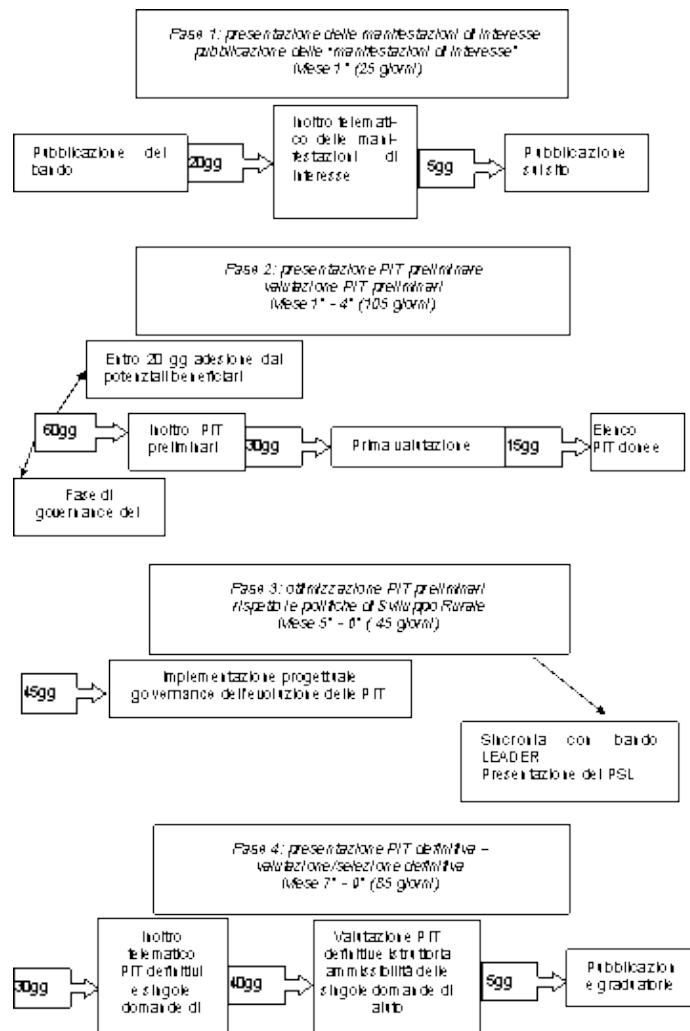 Fase 1: presentazione delle manifestazioni di interesse
pubblicazione delle "manifestazioni di interesse"
(Mese 1° (25 giorni)
Pubblicazione del
bando
20gg
Inoltro telemati-
co delle mani-
festazioni di
interesse
5gg
Pubblicazione
sul sito
Fase 2: presentazione PIT preliminare
valutazione PIT preliminari
(Mese 1° - 4° (105 giorni)
Entro 20 gg adesione dai
potenziali beneficiari
60gg
Inoltro PIT
preliminari
30gg
Prima valutazione
15gg
Elenco
PIT idonee
Fase di
governance del
Fase 3: ottimizzazione PIT preliminari
rispetto le politiche di Sviluppo Rurale
(Mese 5° - 6° ( 45 giorni)
45gg
Implementazione progettuale
governance dell'evoluzione delle PIT
Sincronia con bando
LEADER
Presentazione del PSL
Fase 4: presentazione PIT definitiva –
valutazione/selezione definitiva
(Mese 7° - 9° (85 giorni)
30gg
Inoltro
telematico
PIT definitivi
e singole
domande di
40gg
Valutazione PIT
definitive istruttoria
ammissibilità delle
singole domande di
aiuto
5gg
Pubblicazion
e graduatorie